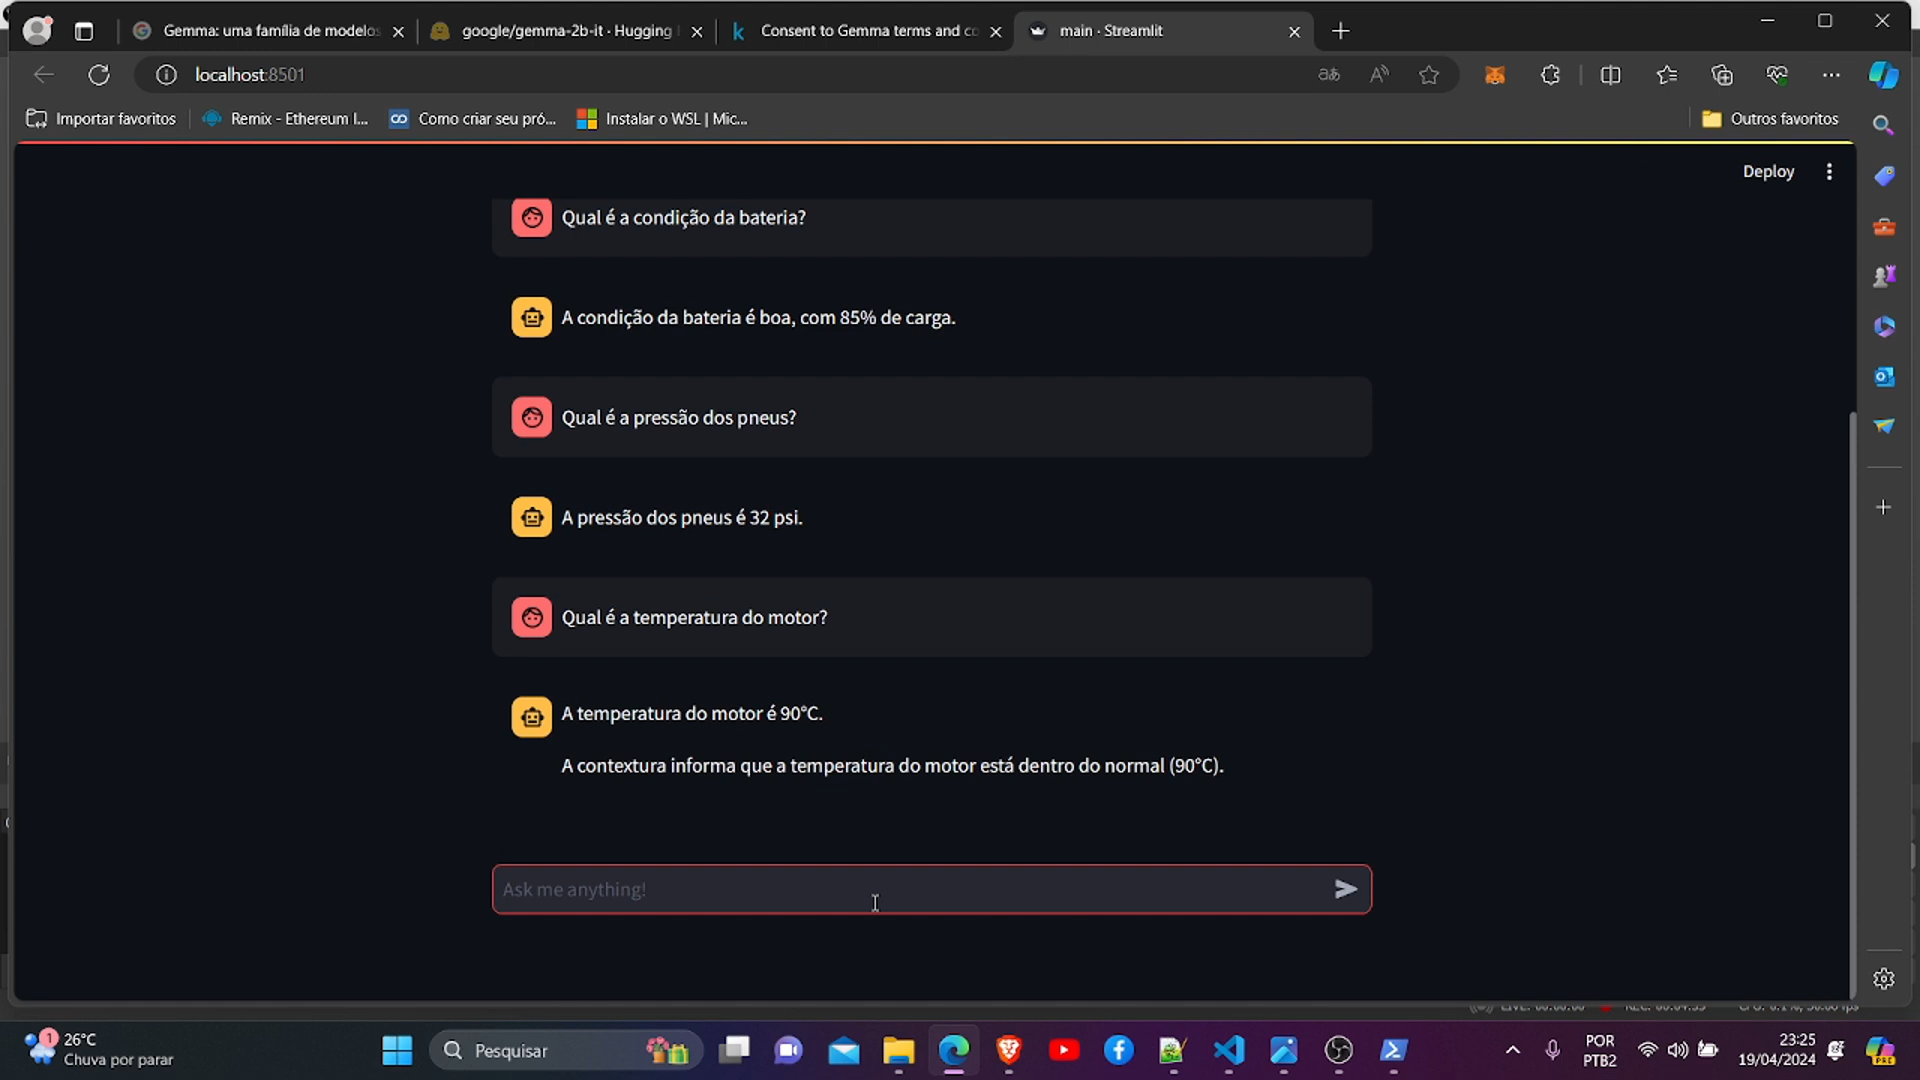 Gemma: uma família de modelos
google/gemma-2b-it · Hugging
Consent to Gemma terms and co
main · Streamlit
localhost:8501
Importar favoritos
Remix - Ethereum I...
Como criar seu pró...
Instalar o WSL | Mic...
Outros favoritos
Deploy
Qual é a condição da bateria?
A condição da bateria é boa, com 85% de carga.
Qual é a pressão dos pneus?
A pressão dos pneus é 32 psi.
Qual é a temperatura do motor?
A temperatura do motor é 90°C.
A contextura informa que a temperatura do motor está dentro do normal (90°C).
Ask me anything!
1
26°C
Chuva por parar
Pesquisar
POR
PTB2
23:25
19/04/2024